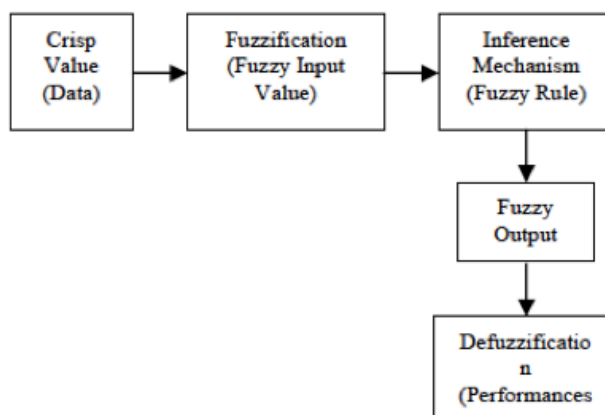 Crisp
Value
(Data)
Fuzzification
(Fuzzy Input
Value)
Inference
Mechanism
(Fuzzy Rule)
Fuzzy
Output
Defuzzificatio
n
(Performances